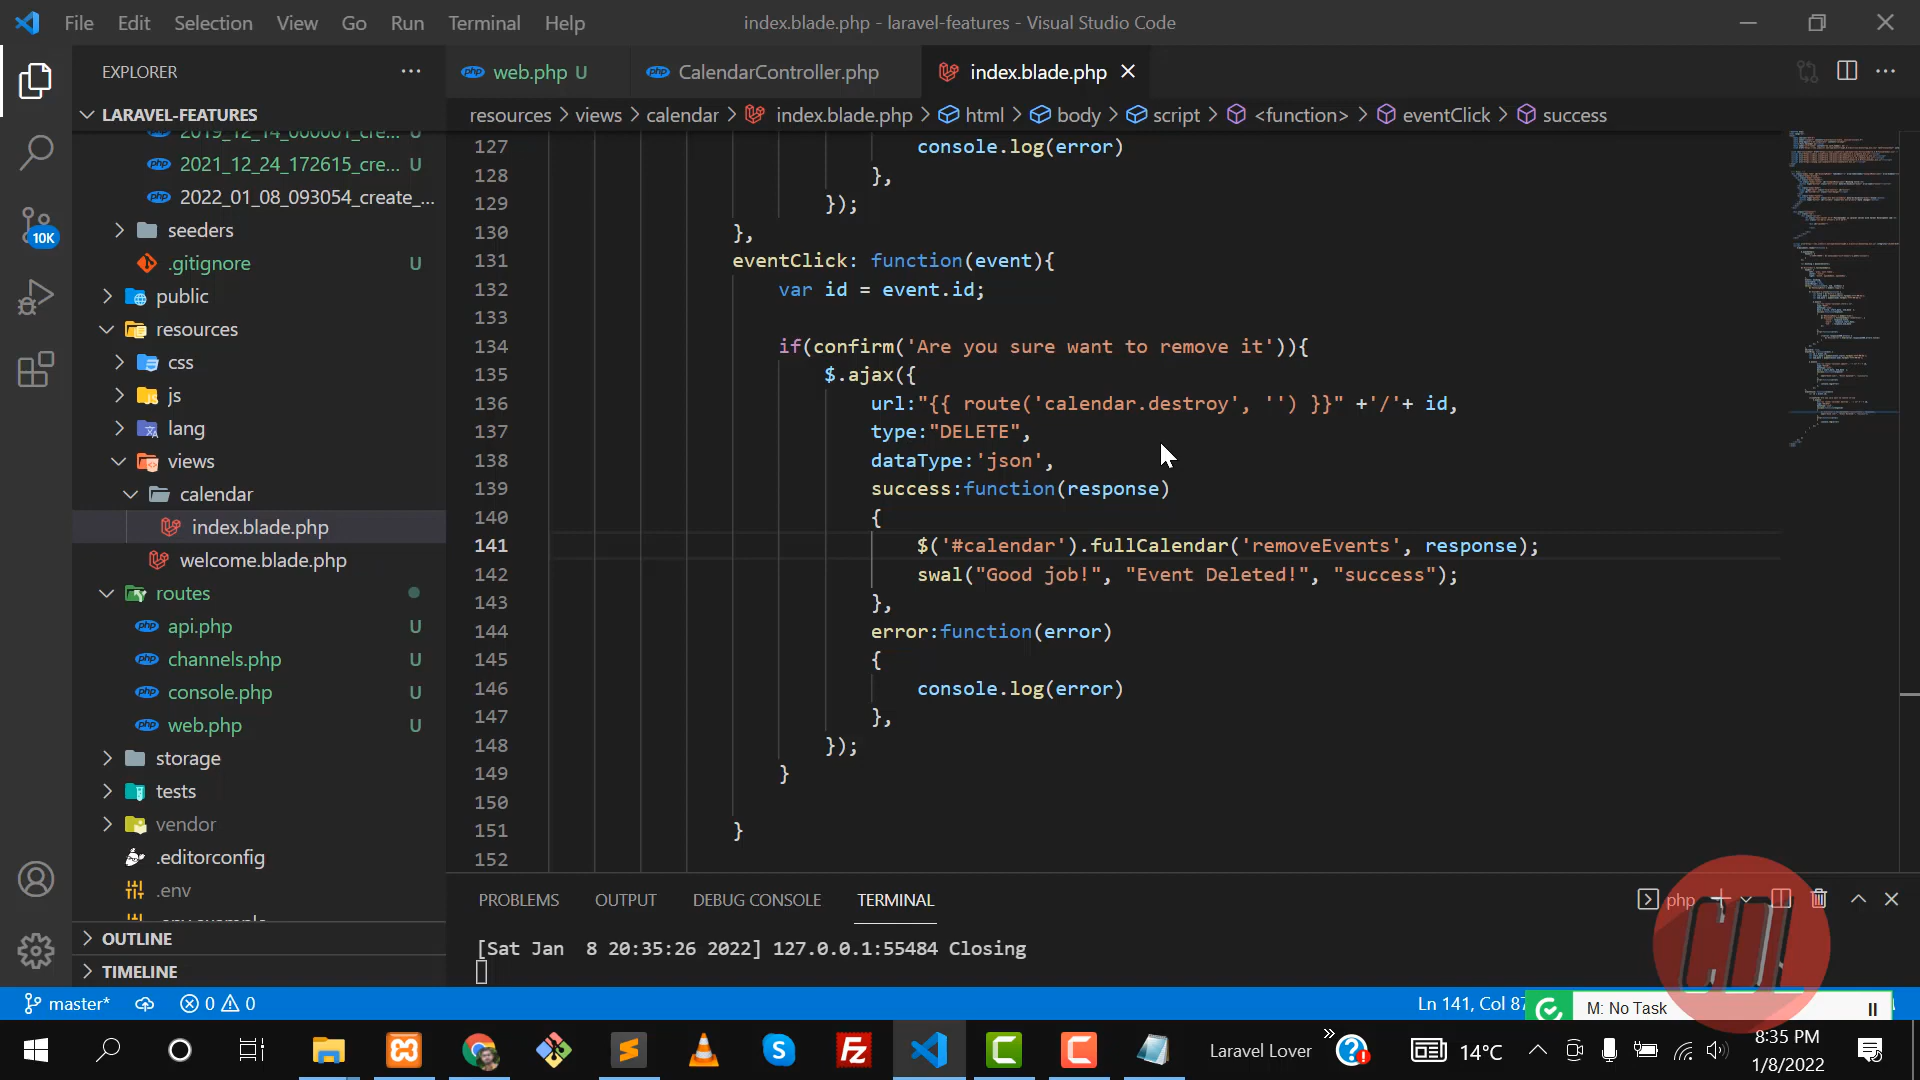 File Edit Selection View Go Run Terminal Help
index.blade.php - laravel-features - Visual Studio Code
EXPLORER
web.php U
CalendarController.php
index.blade.php
LARAVEL-FEATURES
resources > views > calendar > index.blade.php > html > body > script > <function> > eventClick > success
2019_12_14_000001_cre...
U
2021_12_24_172615_cre... U
2022_01_08_093054_create_...
seeders
.gitignore U
public
resources
css
js
lang
views
calendar
index.blade.php
welcome.blade.php
routes
api.php U
channels.php U
console.php U
web.php U
storage
tests
vendor
.editorconfig
.env
.env.example
OUTLINE
TIMELINE
10K
127 console.log(error)
128 },
129 });
130 },
131 eventClick: function(event){
132 var id = event.id;
133
134 if(confirm('Are you sure want to remove it')){
135 $.ajax({
136 url:"{{ route('calendar.destroy', '') }}" +'/'+ id,
137 type:"DELETE",
138 dataType:'json',
139 success:function(response)
140 {
141 $('#calendar').fullCalendar('removeEvents', response);
142 swal("Good job!", "Event Deleted!", "success");
143 },
144 error:function(error)
145 {
146 console.log(error)
147 },
148 });
149 }
150
151 }
152
PROBLEMS OUTPUT DEBUG CONSOLE TERMINAL
php
[Sat Jan  8 20:35:26 2022] 127.0.0.1:55484 Closing
master* 0 0
Ln 141, Col 87
M: No Task
Laravel Lover
14°C
8:35 PM
1/8/2022